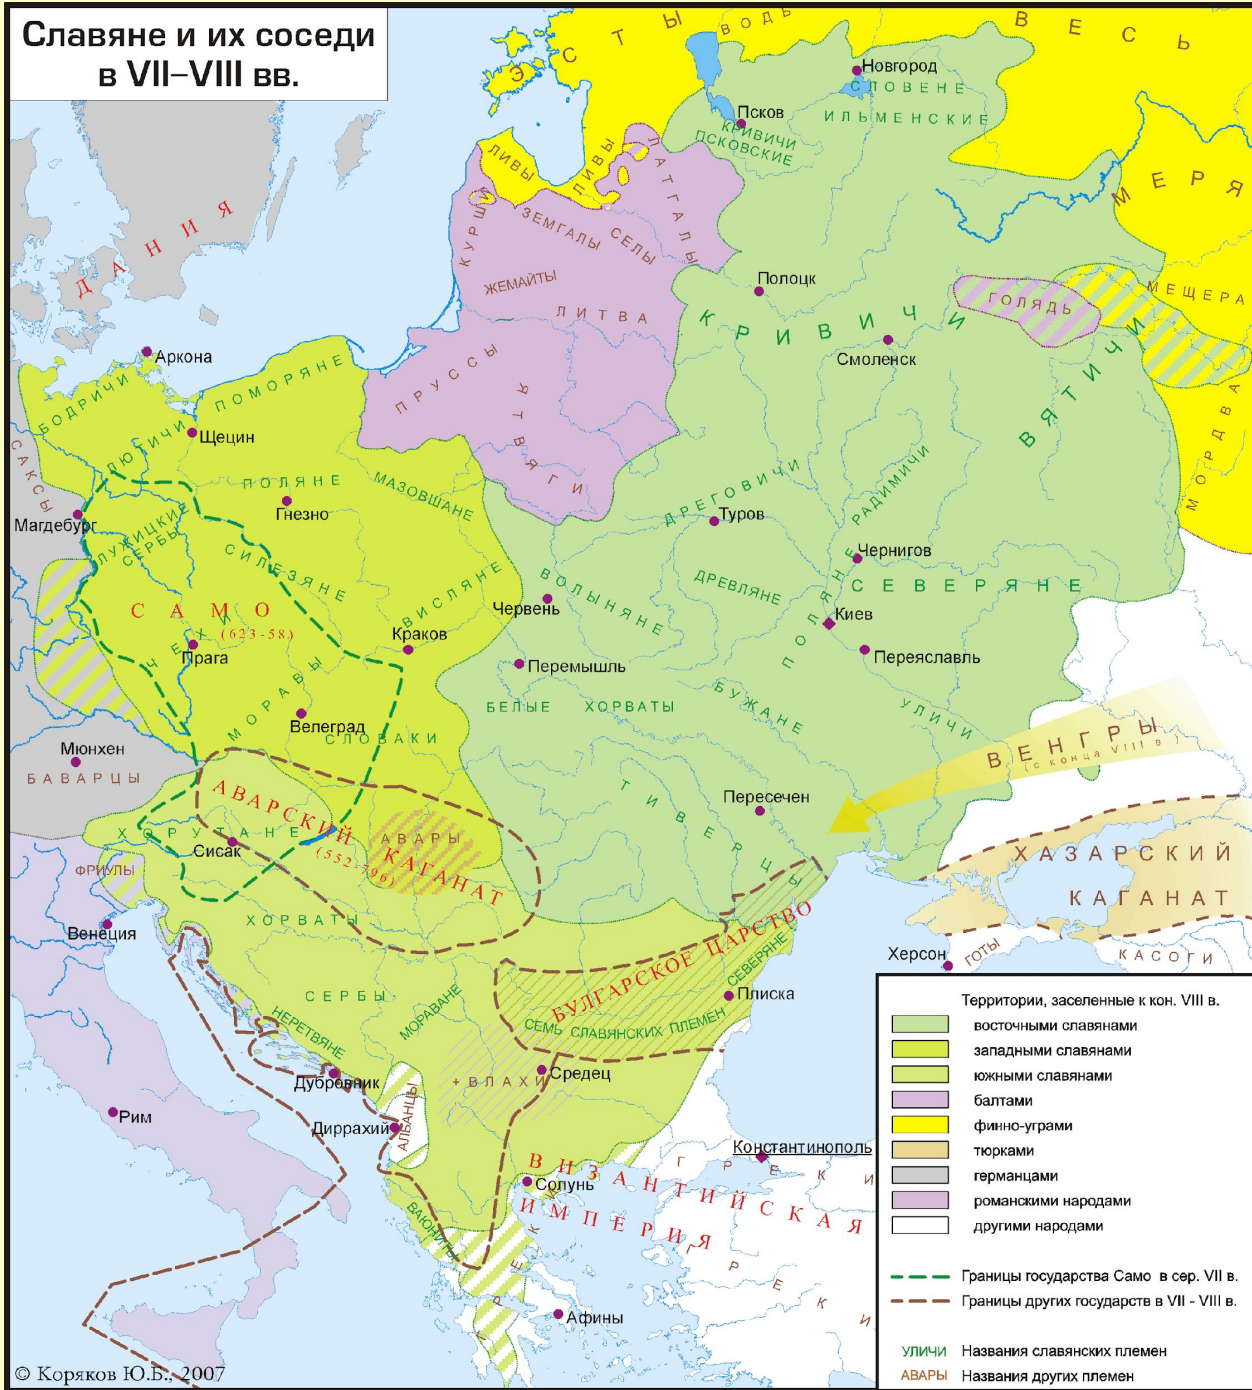 Славяне и их соседи
в VII–VIII вв.
ЭСТЫ
ВОДЬ
ВЕСЬ
Новгород
СЛОВЕНЕ
ИЛЬМЕНСКИЕ
Псков
КРИВИЧИ
ПСКОВСКИЕ
ЛИВЫ
ЛИВЫ
ЛАТГАЛЫ
МЕРЯ
КУРШИ
ЗЕМГАЛЫ
СЕЛЫ
ДАНИЯ
ЖЕМАЙТЫ
ЛИТВА
Полоцк
ГОЛЯДЬ
МЕЩЕРА
КРИВИЧИ
Смоленск
ВЯТИЧИ
Аркона
ПРУССЫ
ЯТВЯГИ
БОДРИЧИ
ПОМОРЯНЕ
МОРДВА
ЛЮТИЧИ
Щецин
САКСЫ
ПОЛЯНЕ
МАЗОВШАНЕ
Гнезно
ДРЕГОВИЧИ
РАДИМИЧИ
Магдебург
Туров
ЛУЖИЦКИЕ
СЕРБЫ
СИЛЕЗЯНЕ
ВИСЛЯНЕ
Чернигов
ВОЛЫНЯНЕ
ДРЕВЛЯНЕ
СЕВЕРЯНЕ
САМО
(623-58)
Червень
ПОЛЯНЕ
Киев
ЧЕХИ
Прага
Краков
Перемышль
Переяславль
МОРАВЫ
Велеград
БЕЛЫЕ ХОРВАТЫ
БУЖАНЕ
УЛИЧИ
СЛОВАКИ
ВЕНГРЫ
(с конца VIII в.)
Мюнхен
БАВАРЦЫ
АВАРСКИЙ КАГАНАТ
(552-796)
АВАРЫ
ТИВЕРЦЫ
Пересечен
ХОРУТАНЕ
Сисак
ХАЗАРСКИЙ
КАГАНАТ
ФРИУЛЫ
ХОРВАТЫ
Венеция
Херсон
ГОТЫ
КАСОГИ
БУЛГАРСКОЕ ЦАРСТВО
СЕВЕРЯНЕ
СЕРБЫ
МОРАВАНЕ
Плиска
НЕРЕТВЯНЕ
СЕМЬ СЛАВЯНСКИХ ПЛЕМЕН
Дубровник
+ ВЛАХИ
Средец
Рим
Диррахий
АЛБАНЦЫ
Константинополь
ВИЗАНТИЙСКАЯ
ИМПЕРИЯ
ГРЕКИ
Солунь
ВАЮНИТЫ
ГРЕКИ
ГРЕКИ
Афины
Территории, заселенные к кон. VIII в.
восточными славянами
западными славянами
южными славянами
балтами
финно-уграми
тюрками
германцами
романскими народами
другими народами
Границы государства Само в сер. VII в.
Границы других государств в VII - VIII в.
УЛИЧИ Названия славянских племен
АВАРЫ Названия других племен
© Коряков Ю.Б., 2007